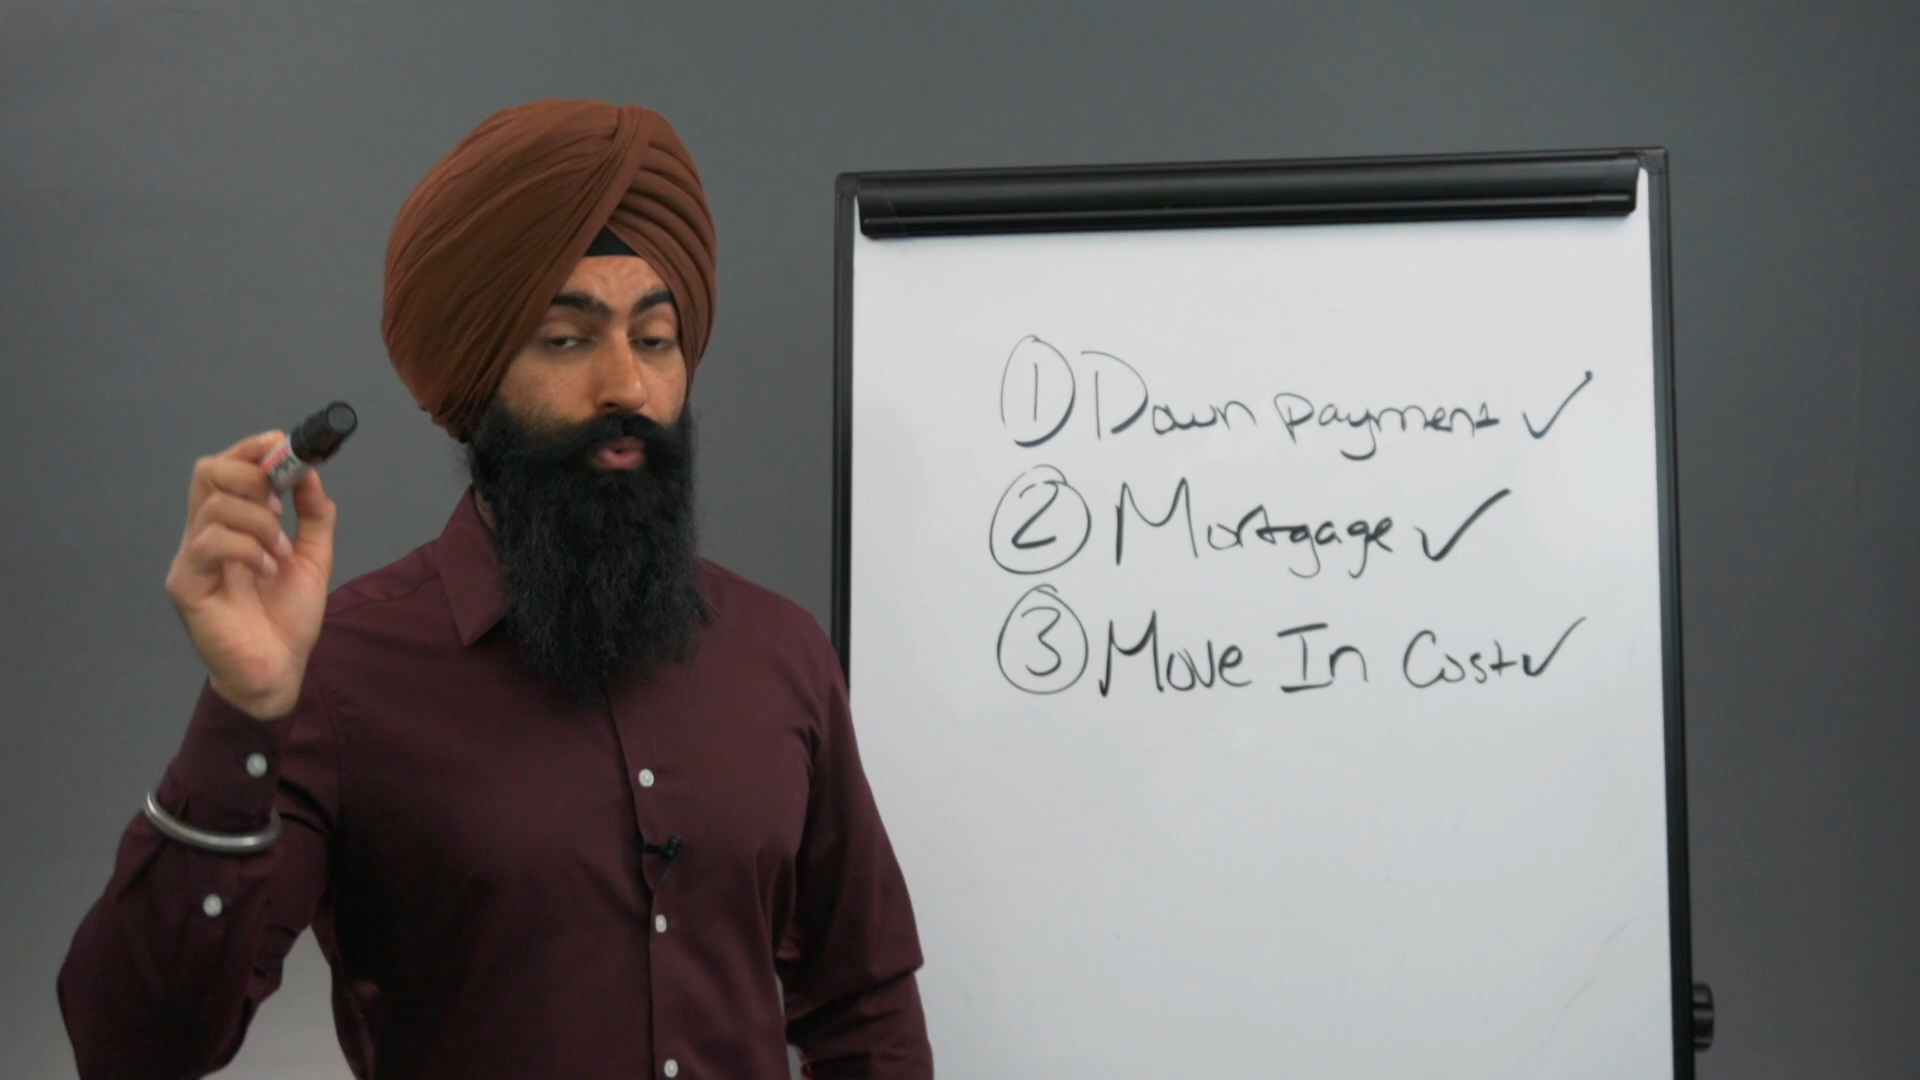 ① Down payment ✓
② Mortgage ✓
③ Move In Cost ✓